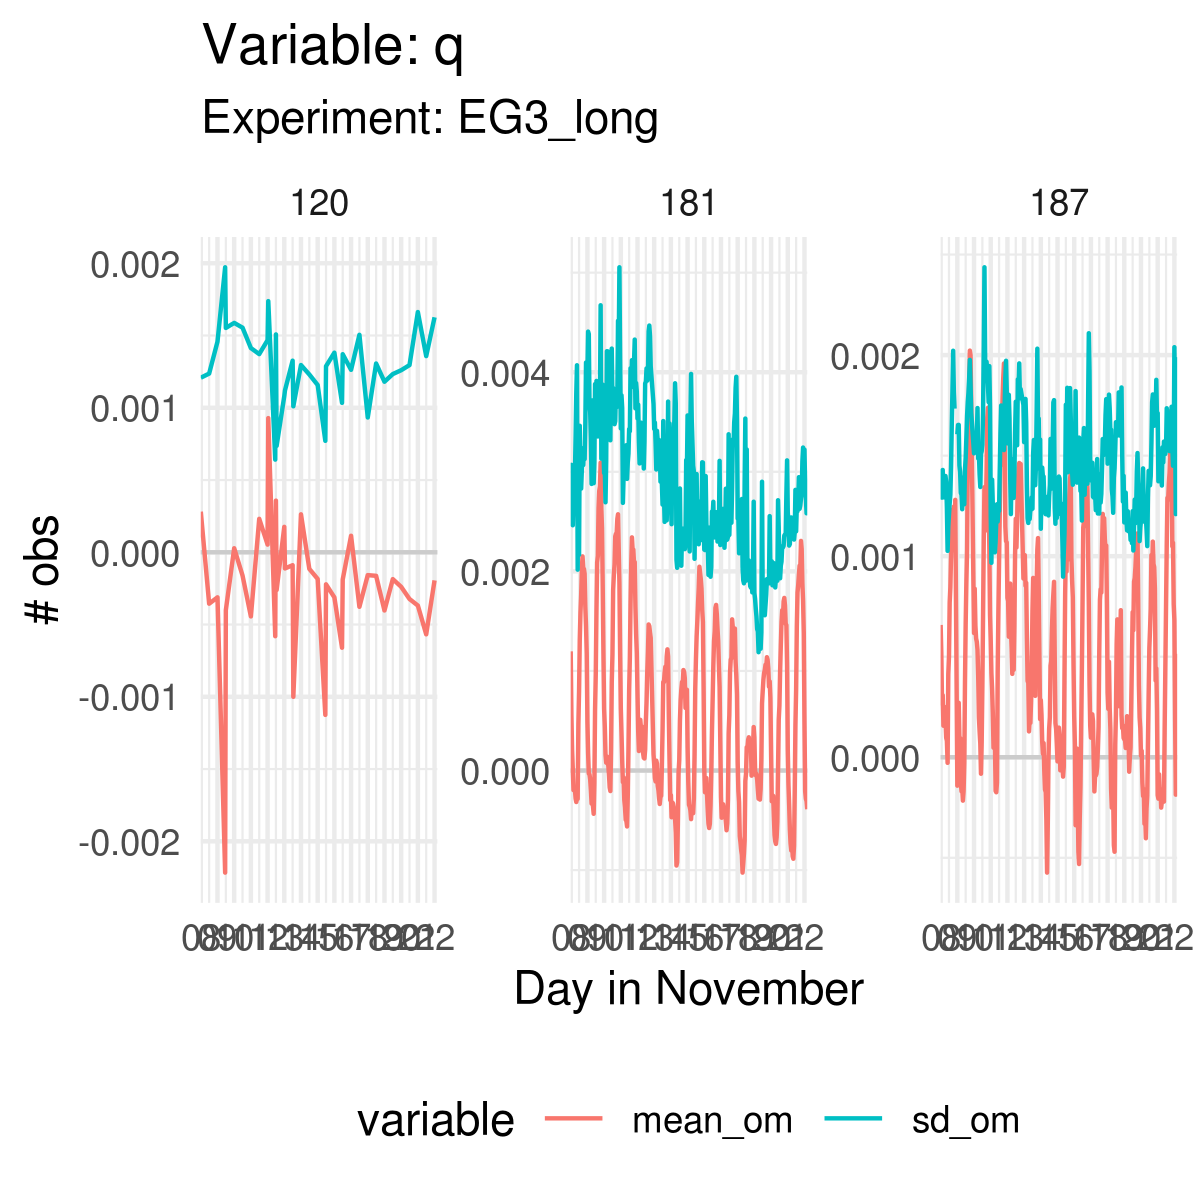 Variable: q
Experiment: EG3_long
120
181
187
0.002
0.001
0.000
-0.001
-0.002
0.004
0.002
0.000
0.002
0.001
0.000
# obs
Day in November
variable
mean_om
sd_om